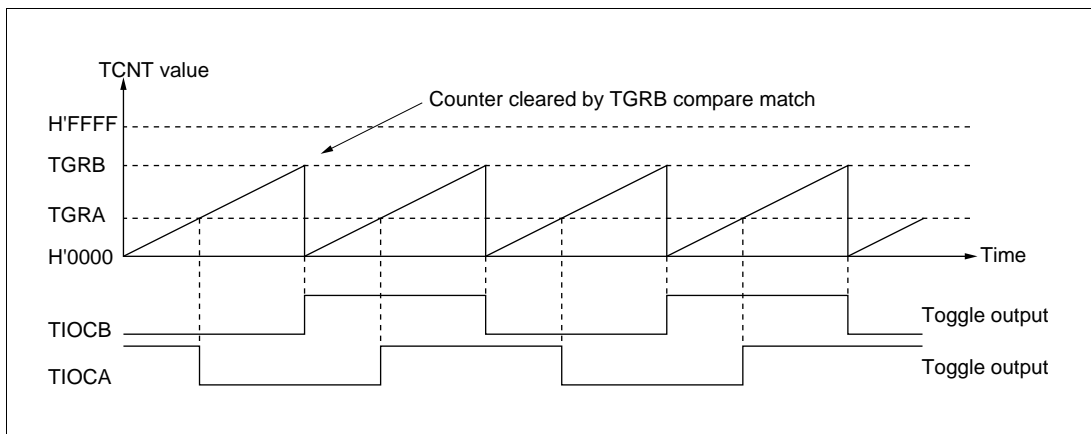 TCNT value
Counter cleared by TGRB compare match
H'FFFF
TGRB
TGRA
H'0000
Time
TIOCB
Toggle output
TIOCA
Toggle output